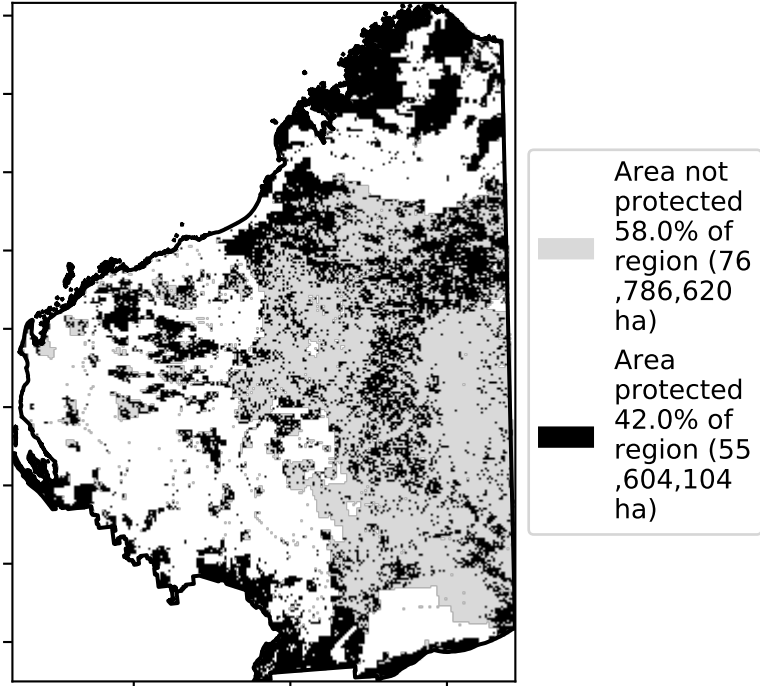 Area not
protected
58.0% of
region (76
,786,620
ha)
Area
protected
42.0% of
region (55
,604,104
ha)